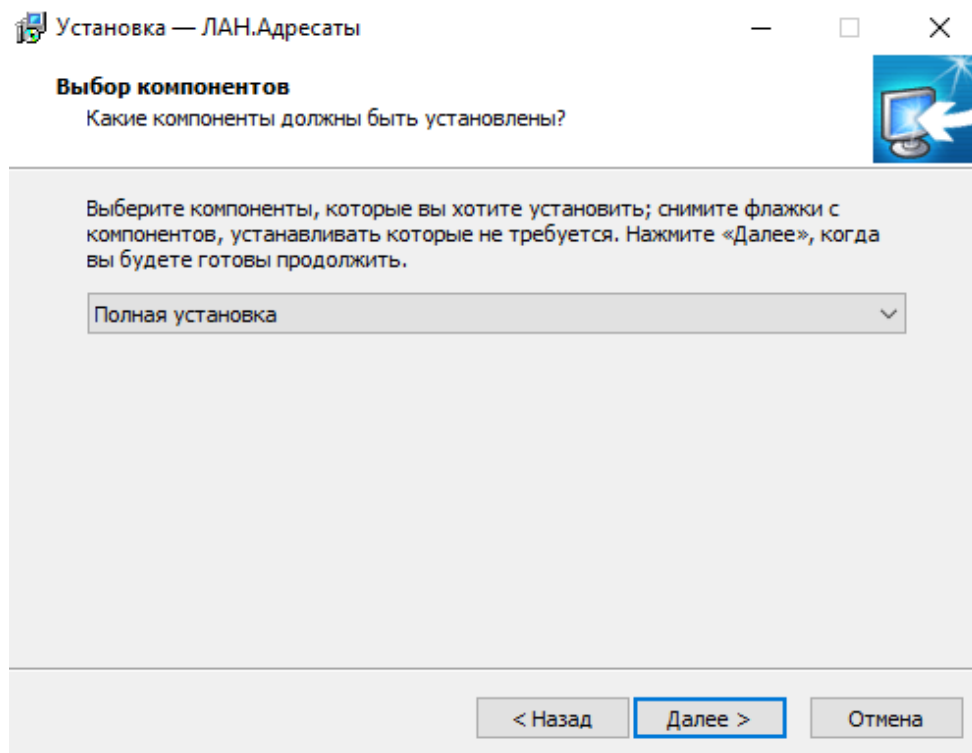 Установка — ЛАН.Адресаты
Выбор компонентов
Какие компоненты должны быть установлены?
Выберите компоненты, которые вы хотите установить; снимите флажки с
компонентов, устанавливать которые не требуется. Нажмите «Далее», когда
вы будете готовы продолжить.
Полная установка
< Назад
Далее >
Отмена